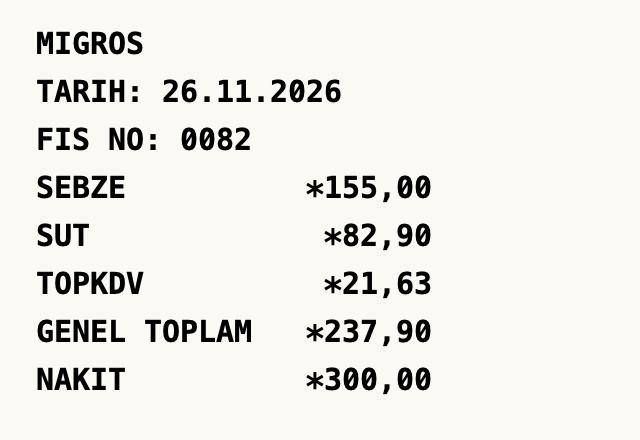 MIGROS
TARIH: 26.11.2026
FIS NO: 0082
SEBZE *155,00
SUT *82,90
TOPKDV *21,63
GENEL TOPLAM *237,90
NAKIT *300,00